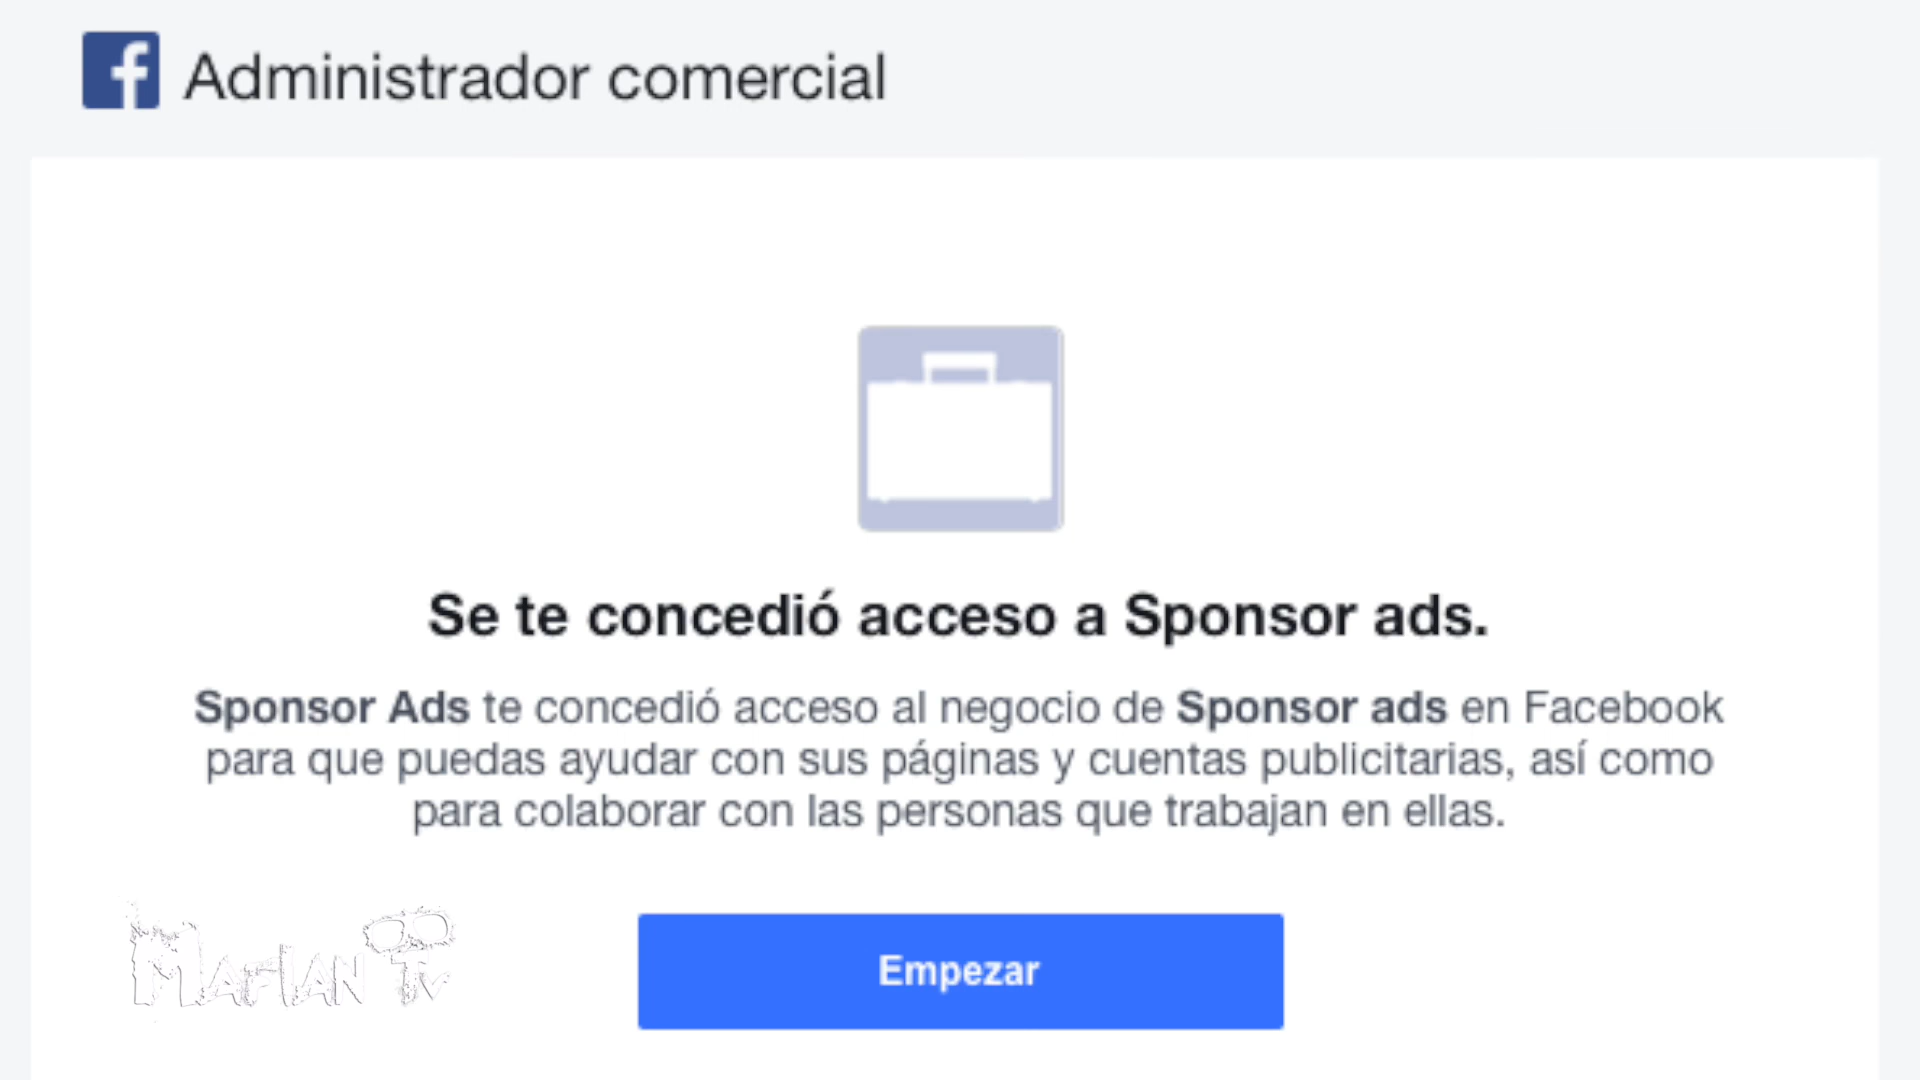 Administrador comercial
Se te concedió acceso a Sponsor ads.
Sponsor Ads te concedió acceso al negocio de Sponsor ads en Facebook
para que puedas ayudar con sus páginas y cuentas publicitarias, así como
para colaborar con las personas que trabajan en ellas.
Empezar
MAFIAN TV